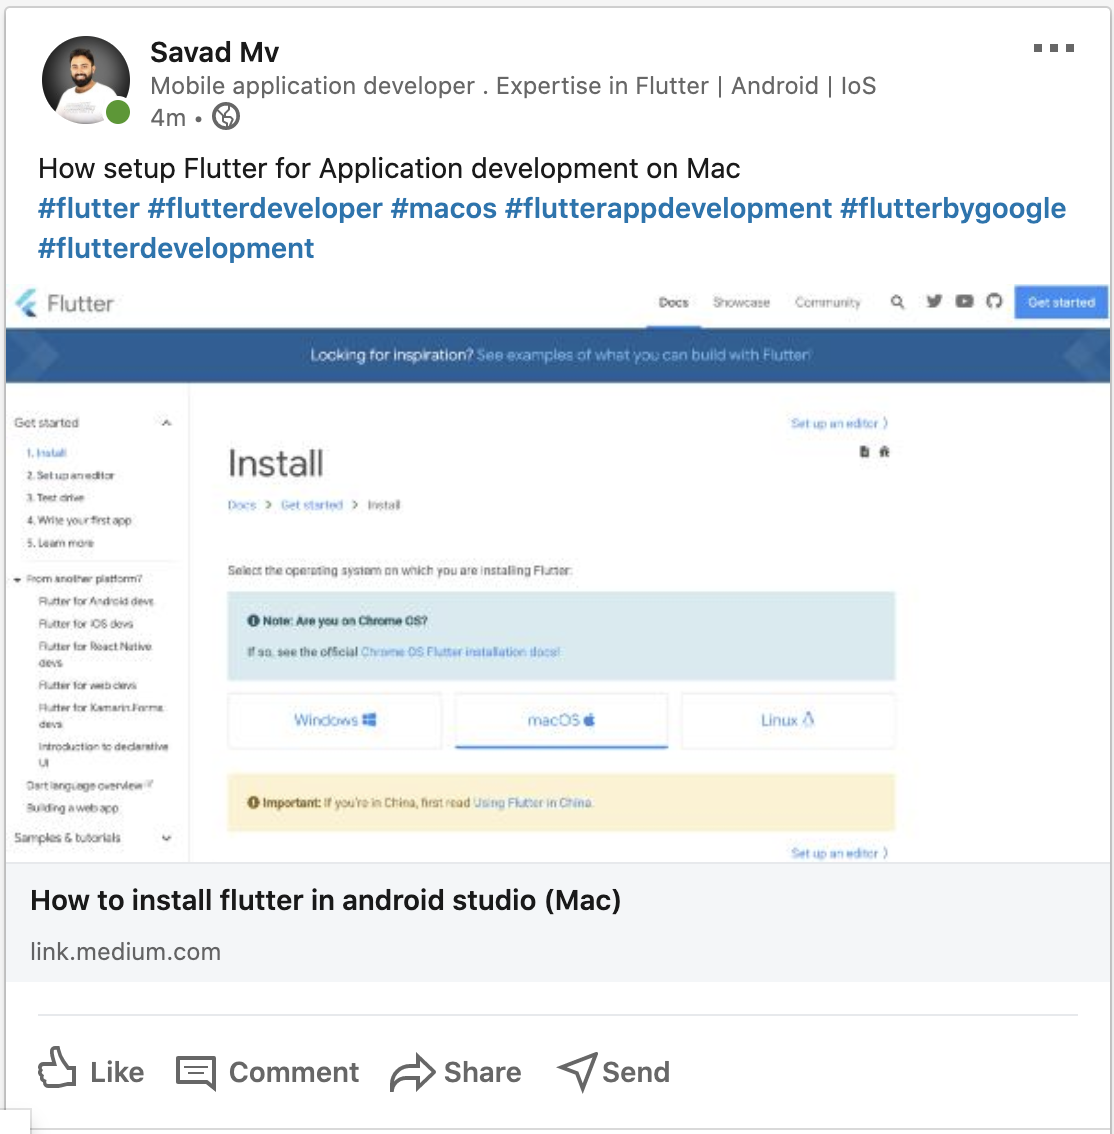 Savad Mv
Mobile application developer . Expertise in Flutter | Android | IoS
4m •
How setup Flutter for Application development on Mac
#flutter #flutterdeveloper #macos #flutterappdevelopment #flutterbygoogle
#flutterdevelopment
Flutter
Docs Showcase Community Get started
Looking for inspiration? See examples of what you can build with Flutter!
Get started
1. Install
2. Set up an editor
3. Test drive
4. Write your first app
5. Learn more
From another platform?
Flutter for Android devs
Flutter for iOS devs
Flutter for React Native
devs
Flutter for web devs
Flutter for Xamarin.Forms
devs
Introduction to declarative
UI
Dart language overview
Building a web app
Samples & tutorials
Set up an editor 〉
Install
Docs > Get started > Install
Select the operating system on which you are installing Flutter:
Note: Are you on Chrome OS?
If so, see the official Chrome OS Flutter installation docs!
Windows macOS Linux
Important: If you're in China, first read Using Flutter in China.
Set up an editor 〉
How to install flutter in android studio (Mac)
link.medium.com
Like Comment Share Send